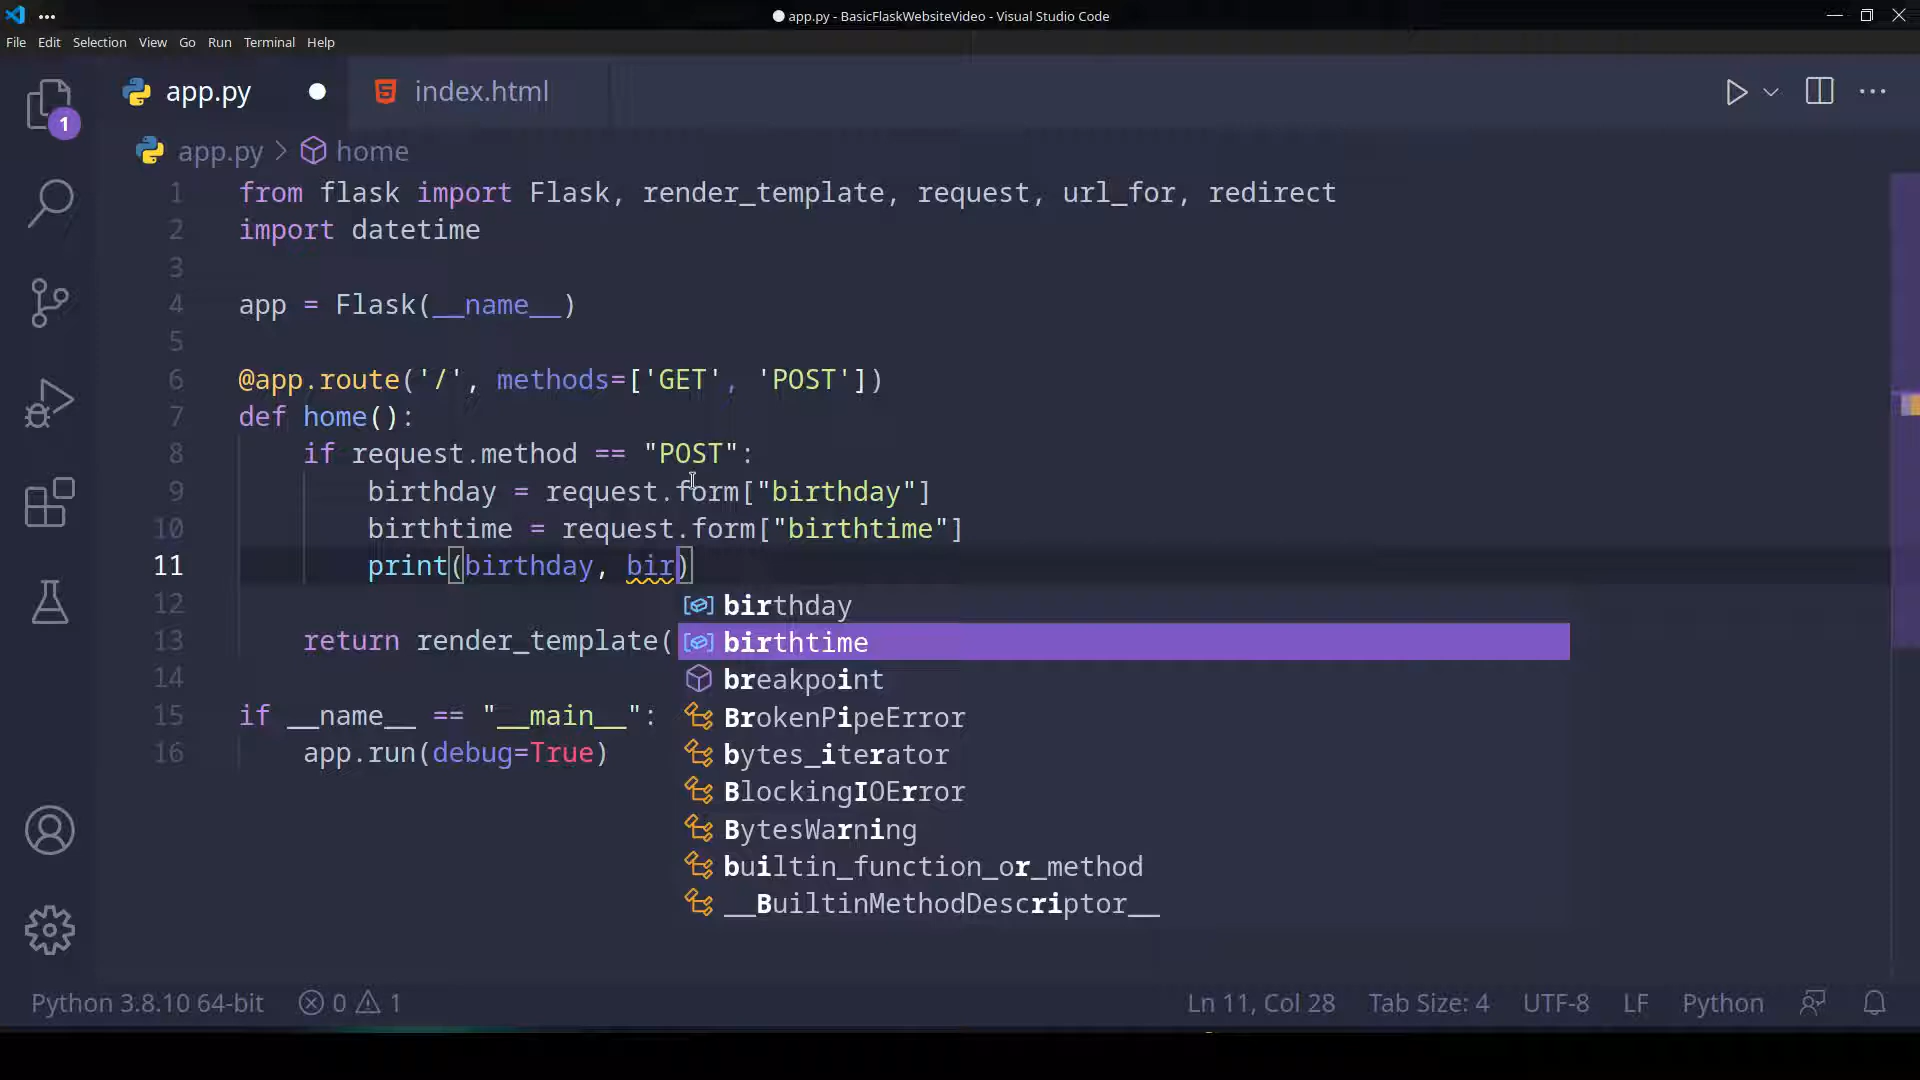 app.py - BasicFlaskWebsiteVideo - Visual Studio Code
File Edit Selection View Go Run Terminal Help
app.py index.html
1
app.py > home
1 from flask import Flask, render_template, request, url_for, redirect
2 import datetime
3
4 app = Flask(__name__)
5
6 @app.route('/', methods=['GET', 'POST'])
7 def home():
8 if request.method == "POST":
9 birthday = request.form["birthday"]
10 birthtime = request.form["birthtime"]
11 print(birthday, bir)
12 birthday
13 return render_template( birthtime
14 breakpoint
BrokenPipeError
15 if __name__ == "__main__":
16 app.run(debug=True) bytes_iterator
BlockingIOError
BytesWarning
builtin_function_or_method
__BuiltinMethodDescriptor__
Python 3.8.10 64-bit 0 1 Ln 11, Col 28 Tab Size: 4 UTF-8 LF Python